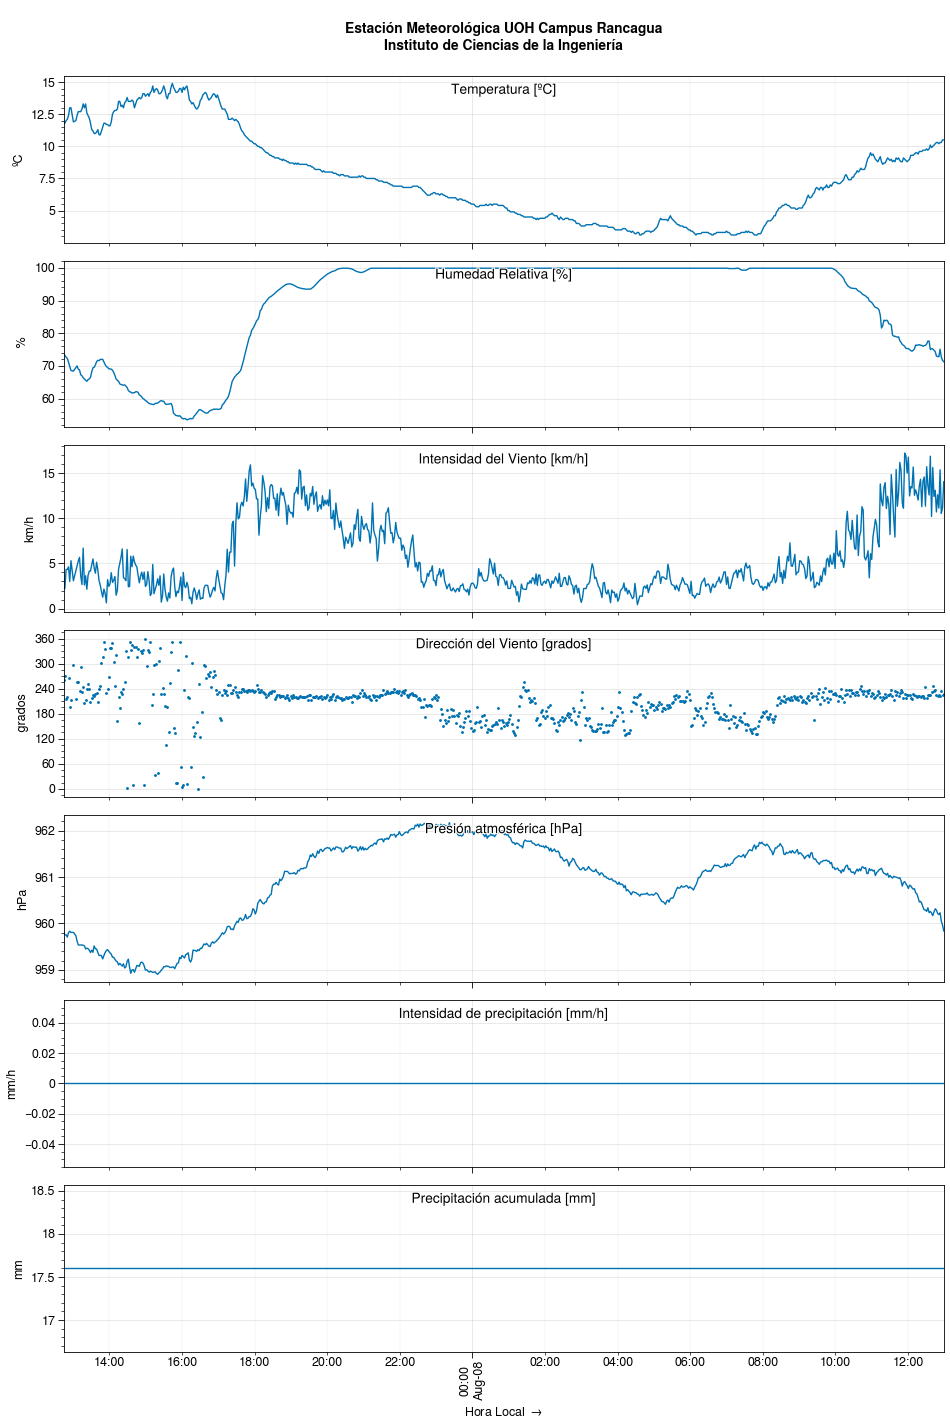 Estación Meteorológica UOH Campus Rancagua
Instituto de Ciencias de la Ingeniería
Temperatura [ºC]
15
12.5
10
7.5
5
ºC
Humedad Relativa [%]
100
90
80
70
60
%
Intensidad del Viento [km/h]
15
10
5
0
km/h
Dirección del Viento [grados]
360
300
240
180
120
60
0
grados
Presión atmosférica [hPa]
962
961
960
959
hPa
Intensidad de precipitación [mm/h]
0.04
0.02
0
−0.02
−0.04
mm/h
Precipitación acumulada [mm]
18.5
18
17.5
17
mm
14:00 16:00 18:00 20:00 22:00 00:00 02:00 04:00 06:00 08:00 10:00 12:00
Aug-08
Hora Local →